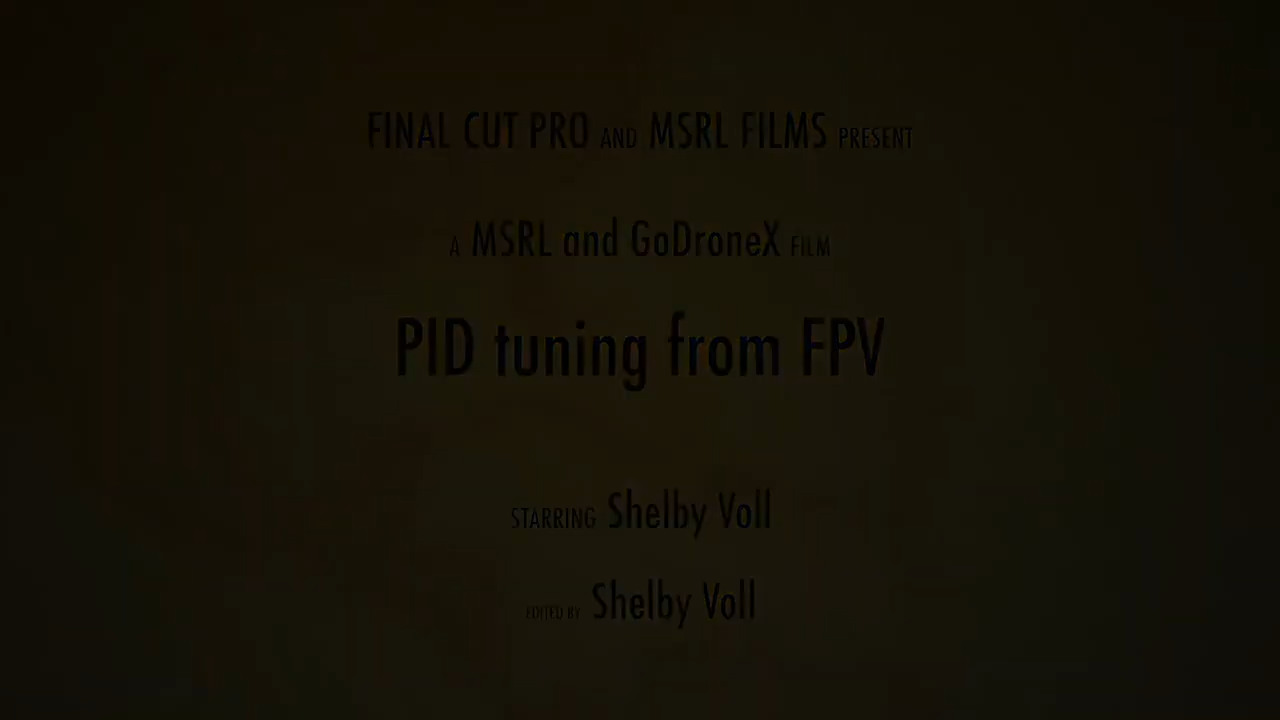 FINAL CUT PRO AND MSRL FILMS PRESENT
A MSRL and GoDroneX FILM
PID tuning from FPV
STARRING Shelby Voll
EDITED BY Shelby Voll